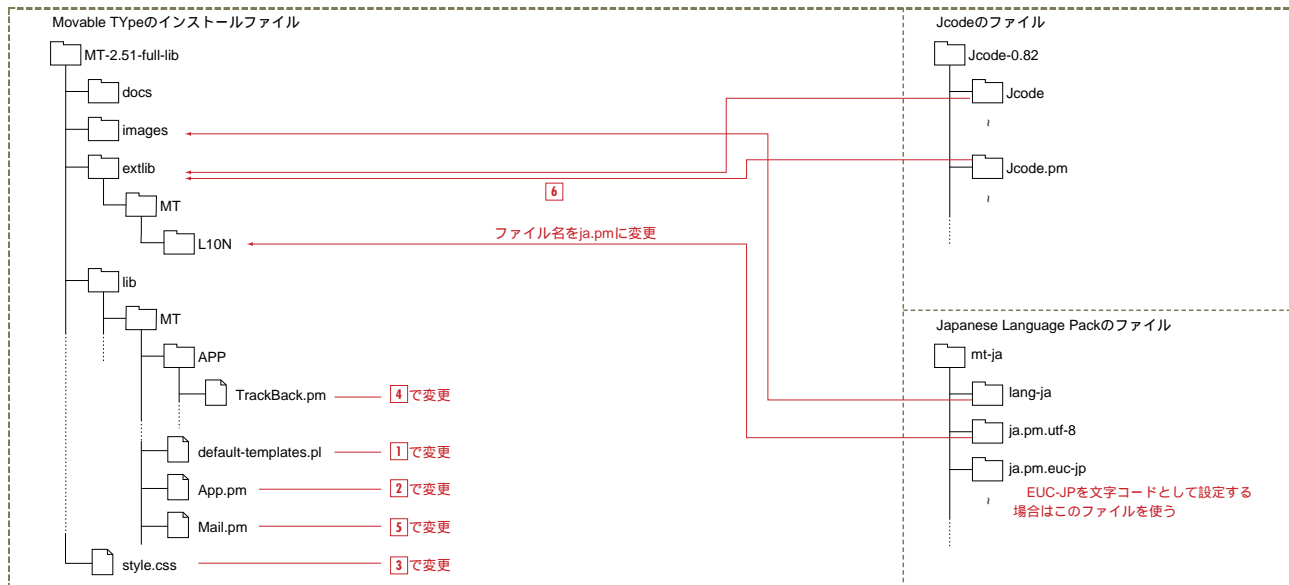 Movable TYpeのインストールファイル
MT-2.51-full-lib
docs
images
extlib
6
MT
ファイル名をja.pmに変更
L10N
lib
MT
APP
TrackBack.pm
4で変更
default-templates.pl
1で変更
App.pm
2で変更
Mail.pm
5で変更
style.css
3で変更
Jcodeのファイル
Jcode-0.82
Jcode
~
Jcode.pm
~
Japanese Language Packのファイル
mt-ja
lang-ja
ja.pm.utf-8
ja.pm.euc-jp
~
EUC-JPを文字コードとして設定する
場合はこのファイルを使う